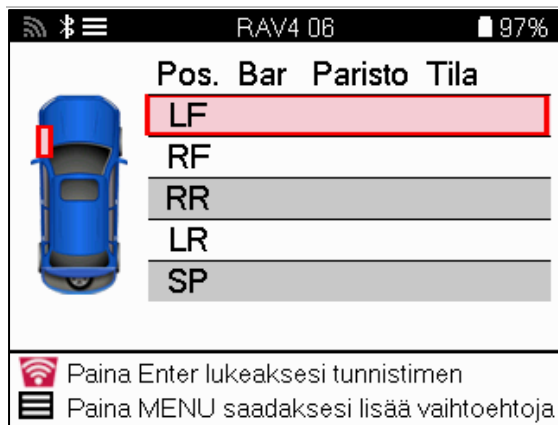 RAV4 06 97%
Pos. Bar Paristo Tila
LF
RF
RR
LR
SP
Paina Enter lukeaksesi tunnistimen
Paina MENU saadaksesi lisää vaihtoehtoja